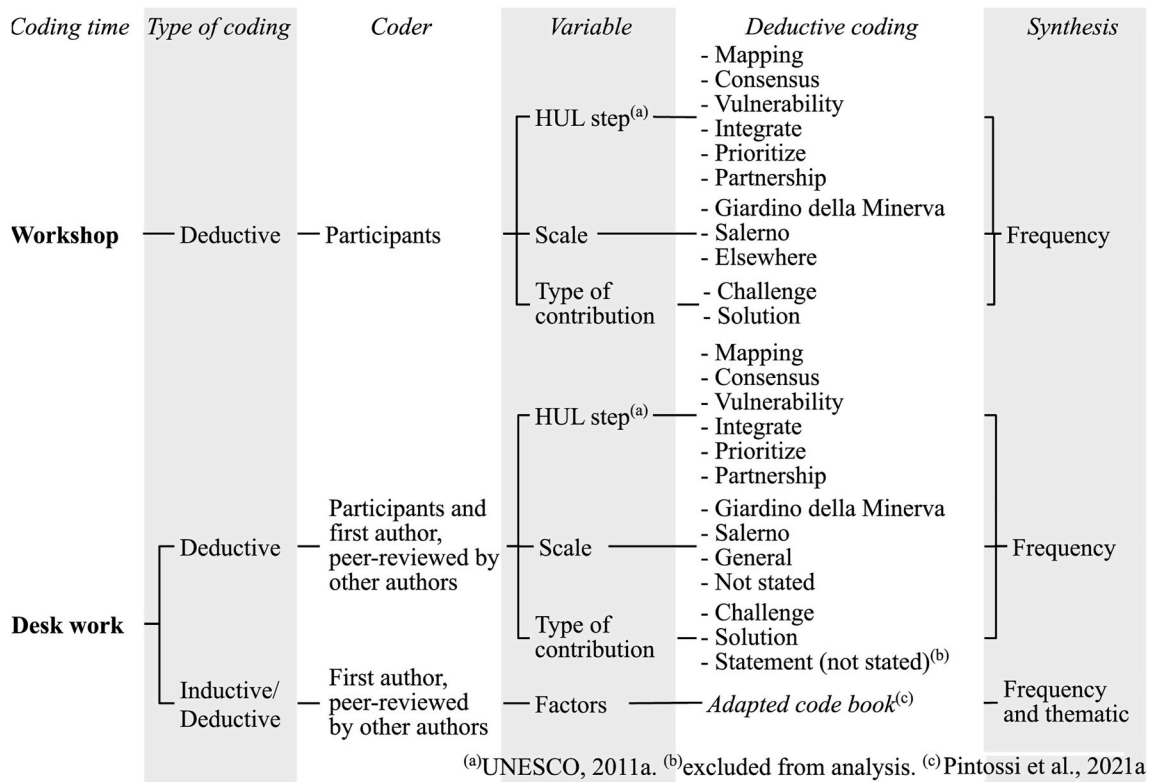 Coding time Type of coding Coder Variable Deductive coding Synthesis
- Mapping
- Consensus
- Vulnerability
HUL step(a)
- Integrate
- Prioritize
- Partnership
- Giardino della Minerva
Workshop Deductive Participants Scale - Salerno Frequency
- Elsewhere
Type of
contribution
- Challenge
- Solution
- Mapping
- Consensus
- Vulnerability
HUL step(a)
- Integrate
- Prioritize
- Partnership
Participants and
first author,
peer-reviewed by
other authors
- Giardino della Minerva
- Salerno
Deductive Scale - General Frequency
- Not stated
Desk work
Type of
contribution
- Challenge
- Solution
- Statement (not stated)(b)
Inductive/
Deductive
First author,
peer-reviewed
by other authors
Factors
Adapted code book(c)
Frequency
and thematic
(a)UNESCO, 2011a. (b)excluded from analysis. (c) Pintossi et al., 2021a